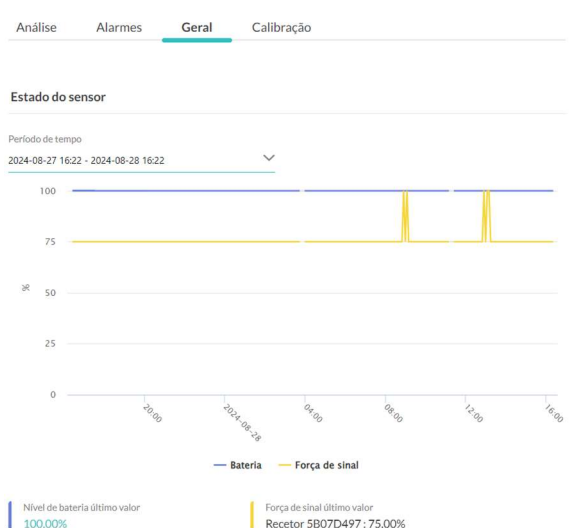 Análise Alarmes Geral Calibração
Estado do sensor
Período de tempo
2024-08-27 16:22 - 2024-08-28 16:22
100
75
%
50
25
0
20:00 2024-08-28 04:00 08:00 12:00 16:00
Bateria Força de sinal
Nível de bateria último valor Força de sinal último valor
100.00% Recetor 5B07D497 : 75.00%